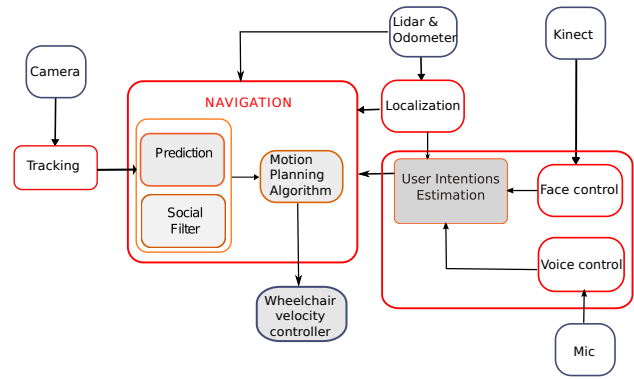 Lidar &
Odometer
Kinect
Camera
NAVIGATION
Localization
Tracking
Prediction
Motion
Planning
Algorithm
User Intentions
Estimation
Face control
Social
Filter
Voice control
Wheelchair
velocity
controller
Mic